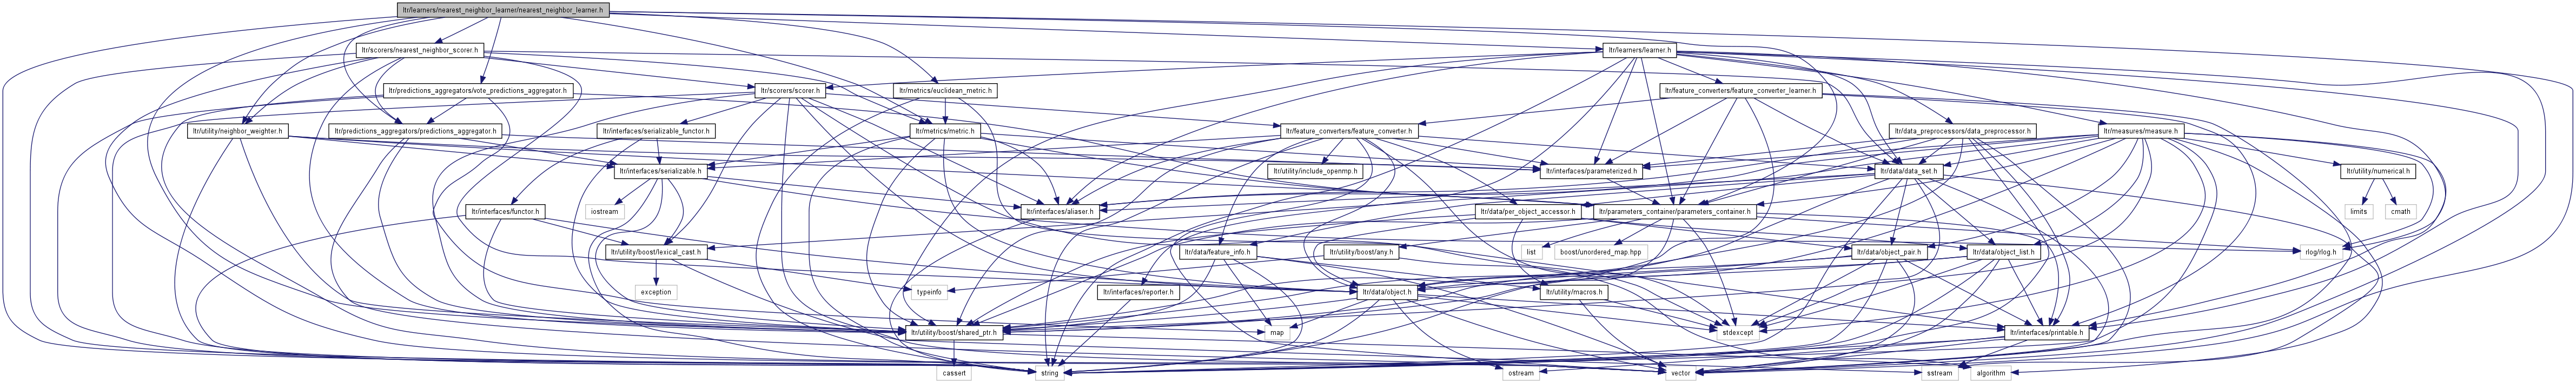 ltr/learners/nearest_neighbor_learner/nearest_neighbor_learner.h
ltr/scorers/nearest_neighbor_scorer.h
ltr/learners/learner.h
ltr/predictions_aggregators/vote_predictions_aggregator.h
ltr/scorers/scorer.h
ltr/metrics/euclidean_metric.h
ltr/feature_converters/feature_converter_learner.h
ltr/utility/neighbor_weighter.h
ltr/predictions_aggregators/predictions_aggregator.h
ltr/interfaces/serializable_functor.h
ltr/metrics/metric.h
ltr/feature_converters/feature_converter.h
ltr/data_preprocessors/data_preprocessor.h
ltr/measures/measure.h
ltr/interfaces/serializable.h
ltr/utility/include_openmp.h
ltr/interfaces/parameterized.h
ltr/data/data_set.h
ltr/utility/numerical.h
iostream
ltr/interfaces/functor.h
ltr/interfaces/aliaser.h
ltr/data/per_object_accessor.h
ltr/parameters_container/parameters_container.h
limits
cmath
ltr/utility/boost/lexical_cast.h
ltr/data/feature_info.h
ltr/utility/boost/any.h
list
boost/unordered_map.hpp
ltr/data/object_pair.h
ltr/data/object_list.h
rlog/rlog.h
exception
typeinfo
ltr/interfaces/reporter.h
ltr/data/object.h
ltr/utility/macros.h
ltr/utility/boost/shared_ptr.h
map
stdexcept
ltr/interfaces/printable.h
cassert
string
ostream
vector
sstream
algorithm